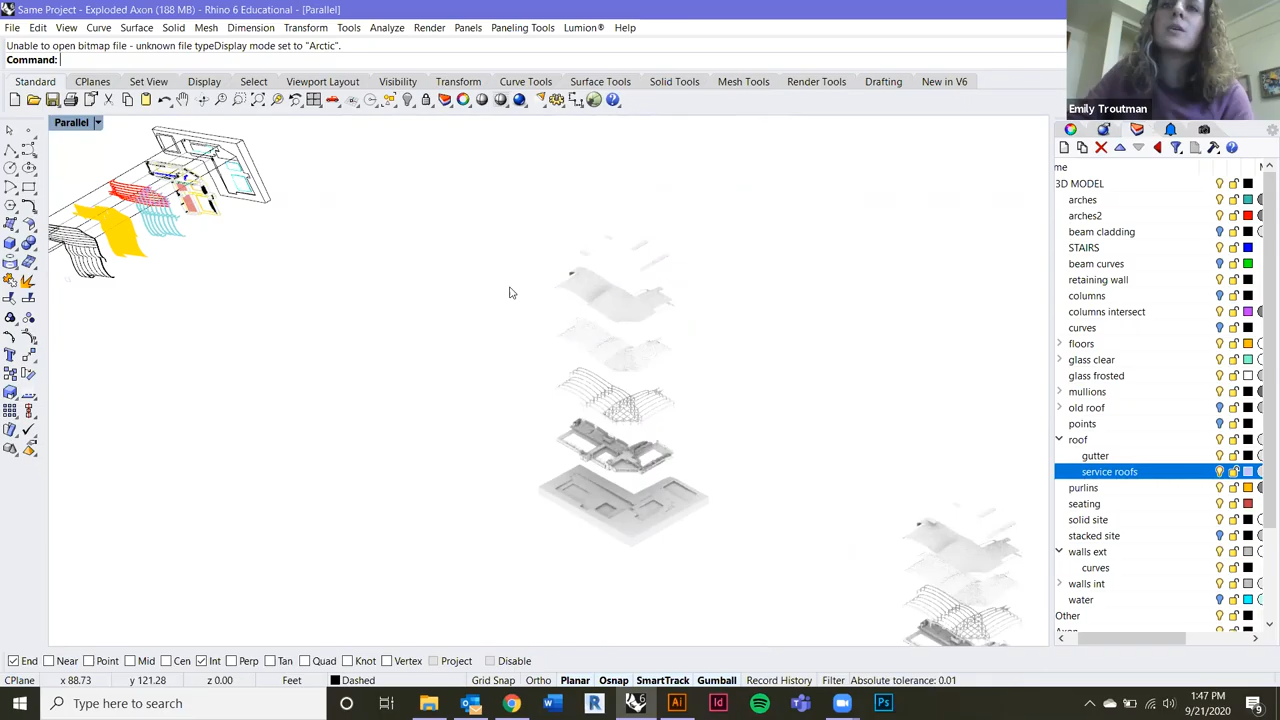 Same Project - Exploded Axon (188 MB) - Rhino 6 Educational - [Parallel]
File Edit View Curve Surface Solid Mesh Dimension Transform Tools Analyze Render Panels Paneling Tools Lumion® Help
Unable to open bitmap file - unknown file typeDisplay mode set to "Arctic".
Command:
Standard CPlanes Set View Display Select Viewport Layout Visibility Transform Curve Tools Surface Tools Solid Tools Mesh Tools Render Tools Drafting New in V6
Emily Troutman
Parallel
me
3D MODEL
arches
arches2
beam cladding
STAIRS
beam curves
retaining wall
columns
columns intersect
curves
floors
glass clear
glass frosted
mullions
old roof
points
roof
gutter
service roofs
purlins
seating
solid site
stacked site
walls ext
curves
walls int
water
Other
End Near Point Mid Cen Int Perp Tan Quad Knot Vertex Project Disable
CPlane x 88.73 y 121.28 z 0.00 Feet Dashed Grid Snap Ortho Planar Osnap SmartTrack Gumball Record History Filter Absolute tolerance: 0.01
Type here to search
1:47 PM
9/21/2020